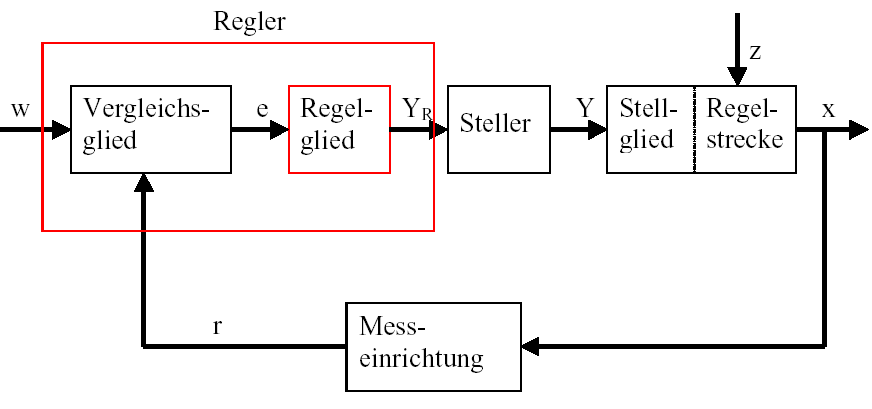 Regler
z
w
Vergleichs-
glied
e
Regel-
glied
Y_R
Steller
Y
Stell-
glied
Regel-
strecke
x
r
Mess-
einrichtung